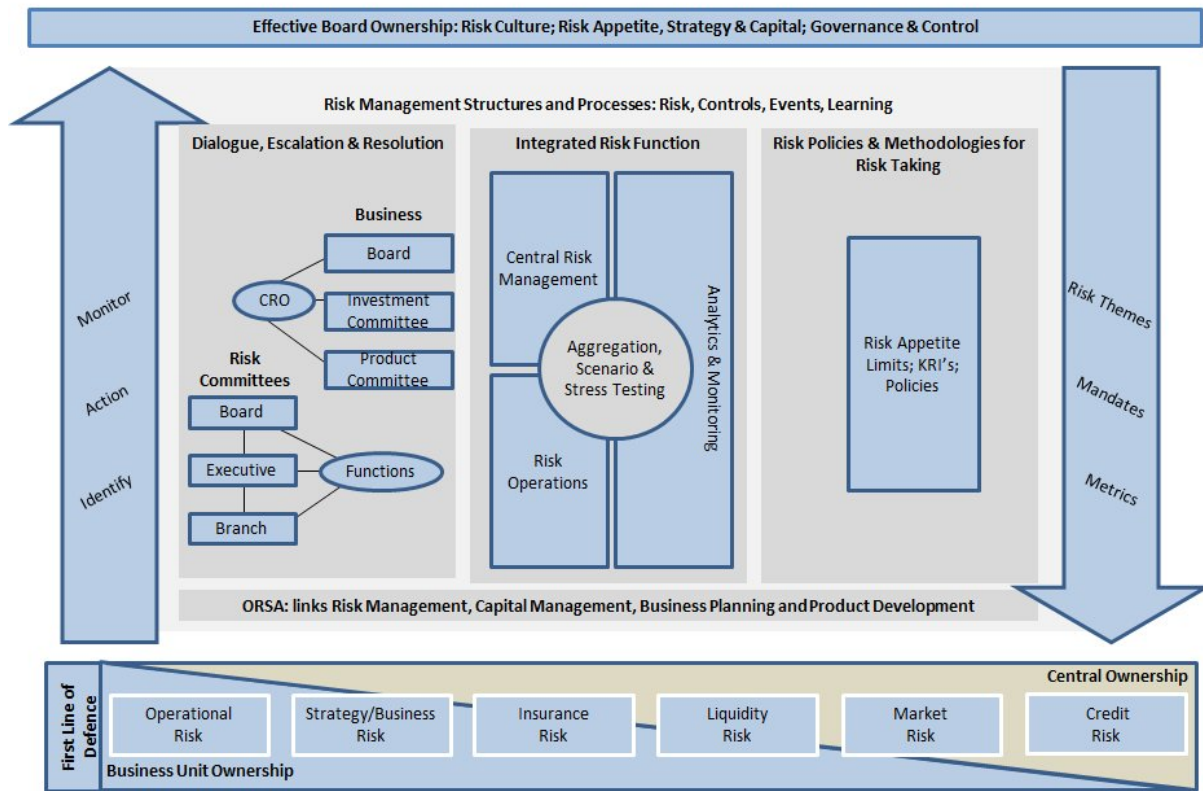 Effective Board Ownership: Risk Culture; Risk Appetite, Strategy & Capital; Governance & Control
Risk Management Structures and Processes: Risk, Controls, Events, Learning
Monitor
Action
Identify
Dialogue, Escalation & Resolution
Business
Board
CRO
Investment
Committee
Product
Committee
Risk
Committees
Board
Executive
Functions
Branch
Integrated Risk Function
Central Risk
Management
Analytics & Monitoring
Aggregation,
Scenario &
Stress Testing
Risk
Operations
Risk Policies & Methodologies for
Risk Taking
Risk Appetite
Limits; KRI's;
Policies
Risk Themes
Mandates
Metrics
ORSA: links Risk Management, Capital Management, Business Planning and Product Development
First Line of
Defence
Central Ownership
Operational
Risk
Strategy/Business
Risk
Insurance
Risk
Liquidity
Risk
Market
Risk
Credit
Risk
Business Unit Ownership